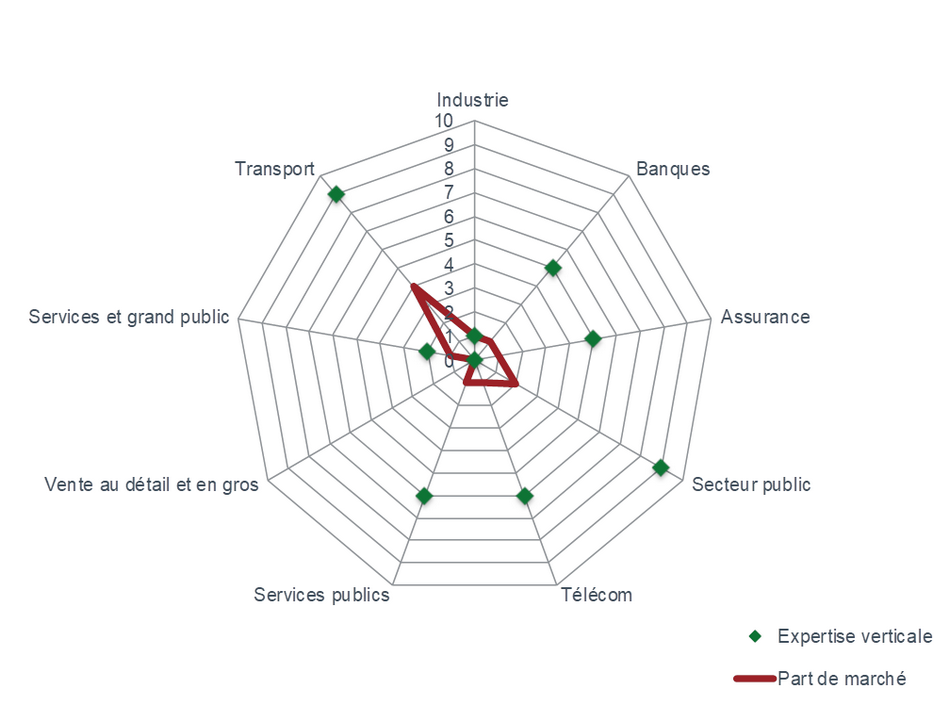 Industrie
10
9
8
7
6
5
4
3
2
1
0
Transport
Banques
Services et grand public
Assurance
Vente au détail et en gros
Secteur public
Services publics
Télécom
Expertise verticale
Part de marché